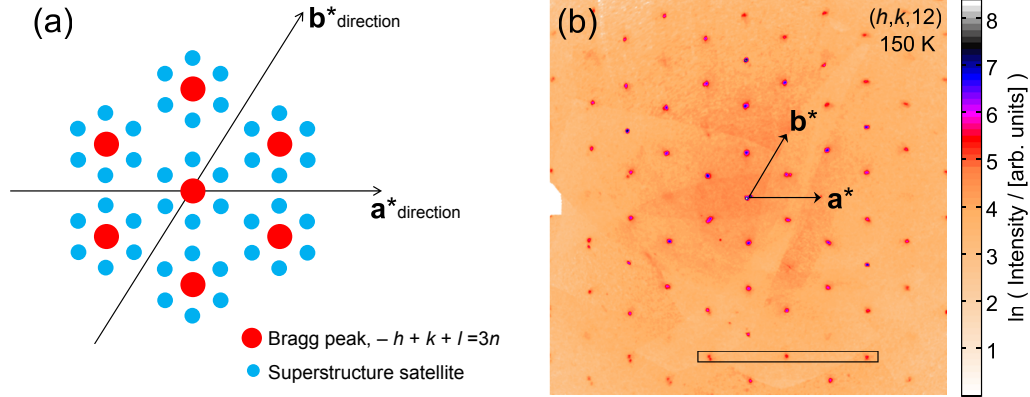 (a)
b*direction
a*direction
Bragg peak, – h + k + l =3n
Superstructure satellite
(b)
(h,k,12)
150 K
b*
a*
8
7
6
5
4
3
2
1
ln ( Intensity / [arb. units] )